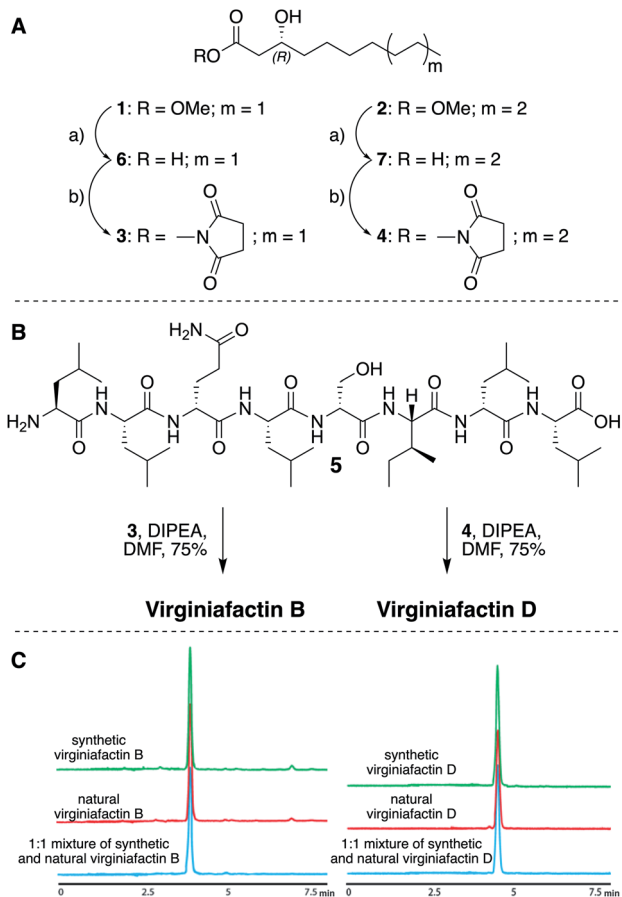 A
O OH
RO (R) m
1: R = OMe; m = 1 2: R = OMe; m = 2
a) a)
6: R = H; m = 1 7: R = H; m = 2
b) b)
O O
3: R = N ; m = 1 4: R = N ; m = 2
O O
B
H2N O
OH
H O H O H H O H O
N N N N OH
H2N N N N
O H O H O H O
5
3, DIPEA, 4, DIPEA,
DMF, 75% DMF, 75%
Virginiafactin B Virginiafactin D
C
synthetic
virginiafactin B
synthetic
virginiafactin D
natural
virginiafactin B
natural
virginiafactin D
1:1 mixture of synthetic
and natural virginiafactin B
1:1 mixture of synthetic
and natural virginiafactin D
0 2.5 5 7.5 min 0 2.5 5 7.5 min